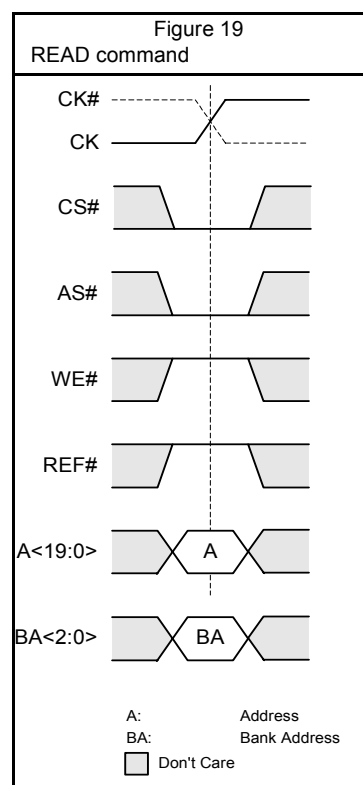 Figure 19
READ command
CK#
CK
CS#
AS#
WE#
REF#
A<19:0>
A
BA<2:0>
BA
A: Address
BA: Bank Address
Don't Care